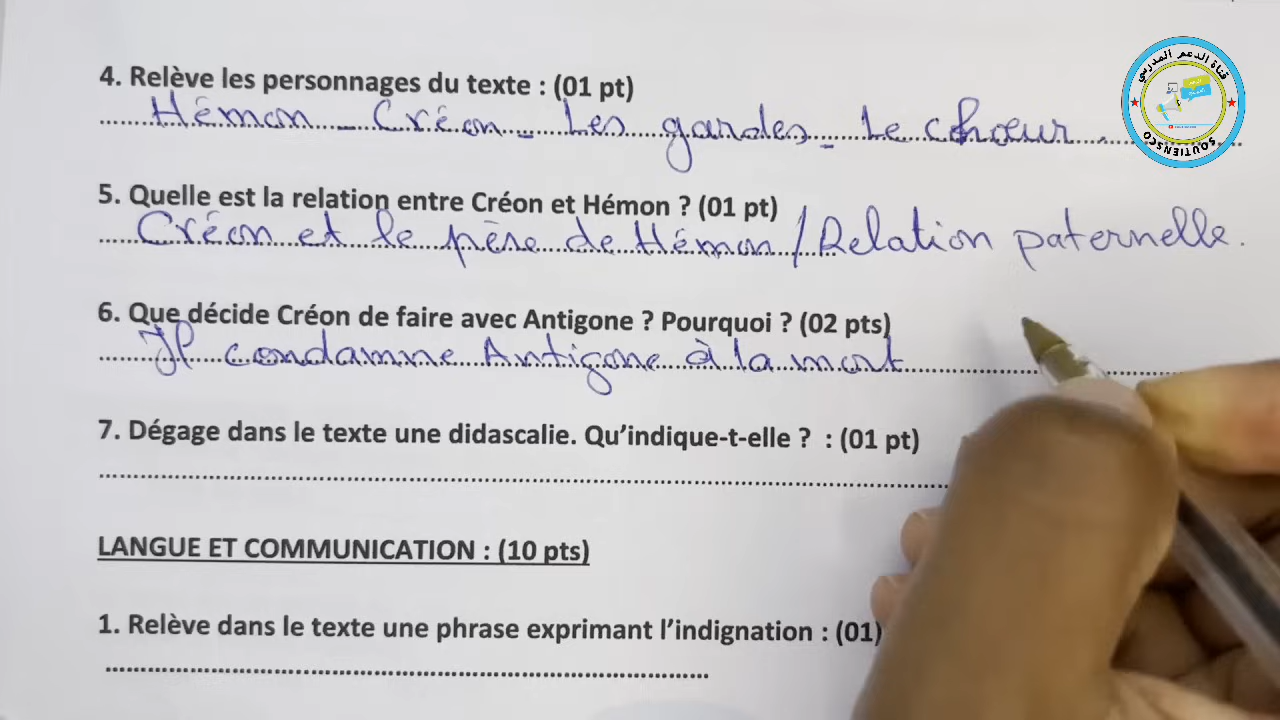 4. Relève les personnages du texte : (01 pt)
Hémon - Créon - Les gardes - Le chœur.
5. Quelle est la relation entre Créon et Hémon ? (01 pt)
Créon et le père de Hémon / Relation paternelle.
6. Que décide Créon de faire avec Antigone ? Pourquoi ? (02 pts)
Il condamne Antigone à la mort
7. Dégage dans le texte une didascalie. Qu'indique-t-elle ? : (01 pt)
LANGUE ET COMMUNICATION : (10 pts)
1. Relève dans le texte une phrase exprimant l'indignation : (01)
قناة الدعم المدرسي
SOUTIENSCO